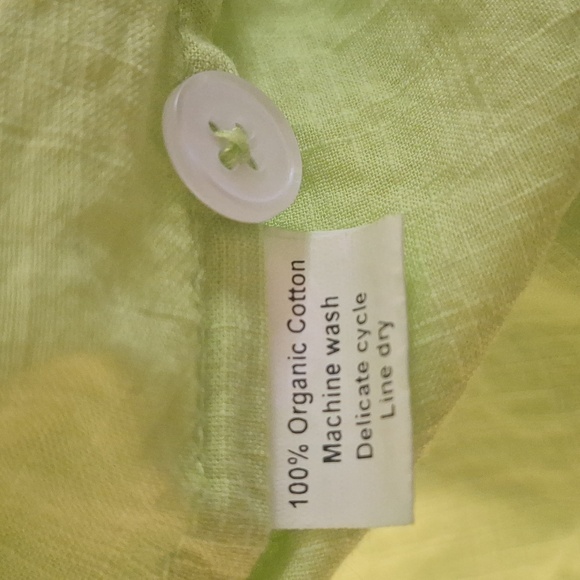 100% Organic Cotton
Machine wash
Delicate cycle
Line dry